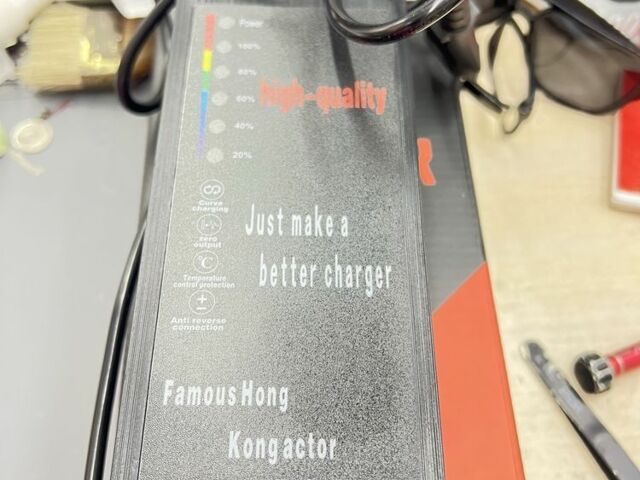 Power
100%
80%
60%
40%
20%
high-quality
Curve
charging
zero
output
°C
Temperature
control protection
Anti reverse
connection
Just make a
better charger
Famous Hong
Kong actor